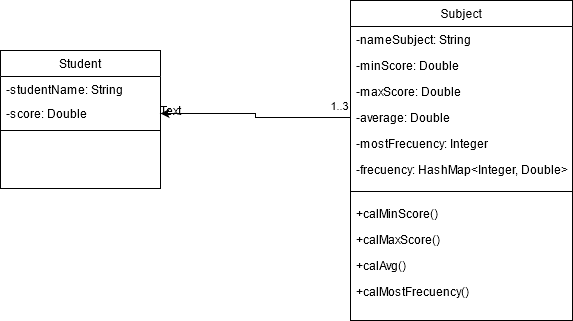 Student
-studentName: String
-score: Double
Text
1..3
Subject
-nameSubject: String
-minScore: Double
-maxScore: Double
-average: Double
-mostFrecuency: Integer
-frecuency: HashMap<Integer, Double>
+calMinScore()
+calMaxScore()
+calAvg()
+calMostFrecuency()